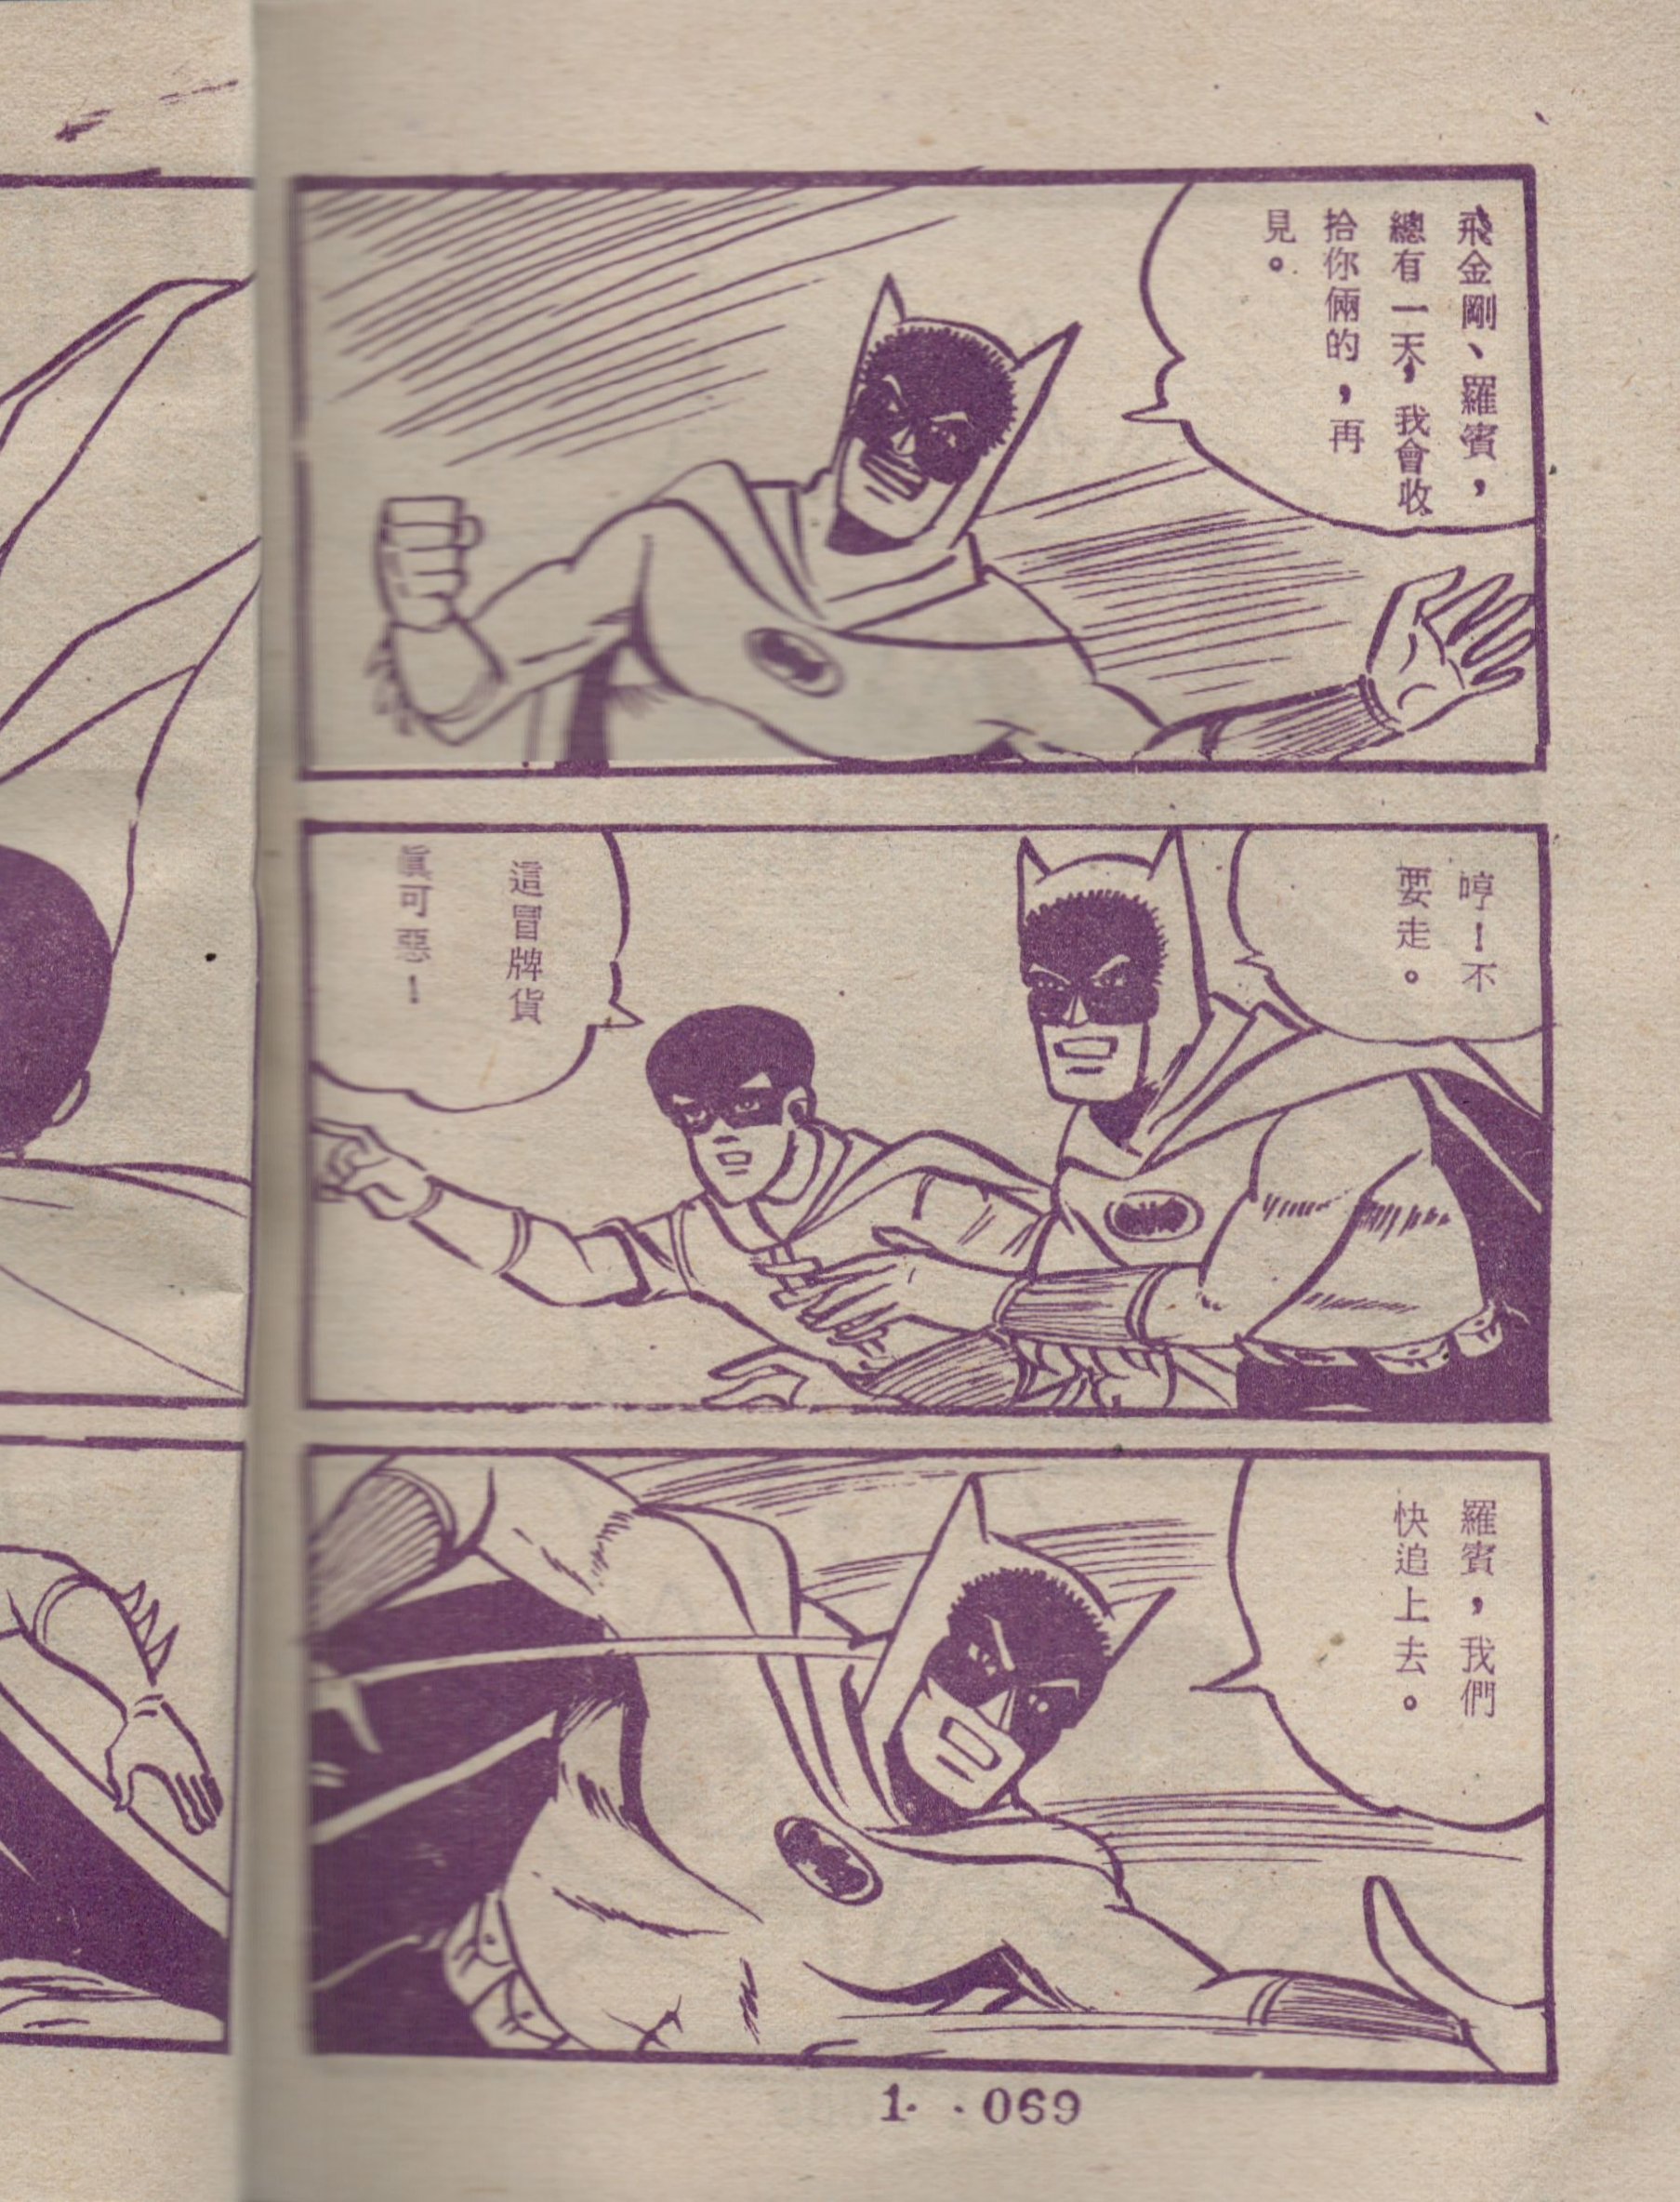 飛金剛、羅賓，
總有一天，我會收
拾你倆的，再
見。
哼！不
要走。
這冒牌貨
眞可惡！
羅賓，我們
快追上去。
1··069